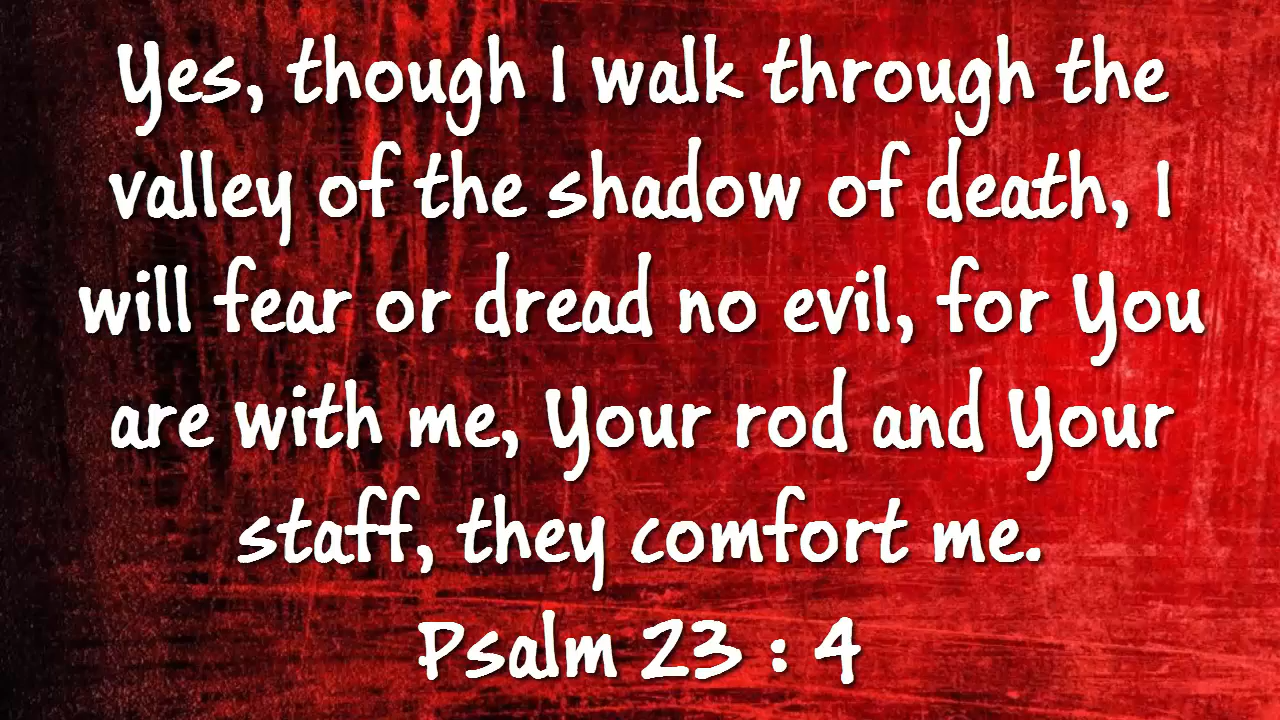 Yes, though I walk through the
valley of the shadow of death, I
will fear or dread no evil, for You
are with me, Your rod and Your
staff, they comfort me.
Psalm 23 : 4